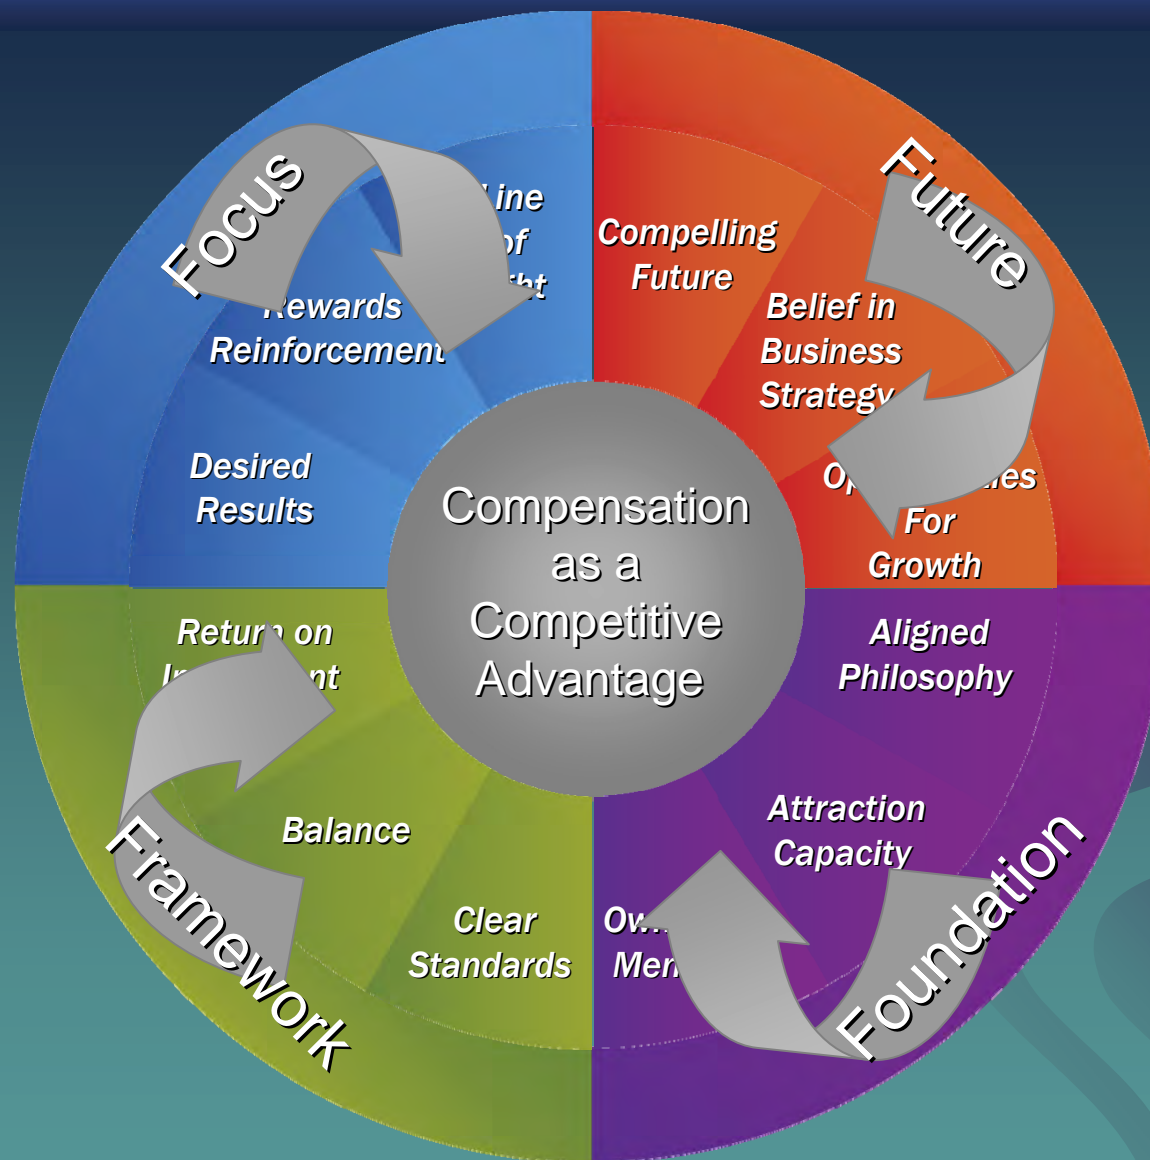 Focus
Future
of
Compelling
Future
Rewards
Reinforcement
Belief in
Business
Strategy
Desired
Results
For
Growth
Compensation
as a
Competitive
Advantage
Return on
Aligned
Philosophy
Balance
Attraction
Capacity
Clear
Standards
Framework
Foundation